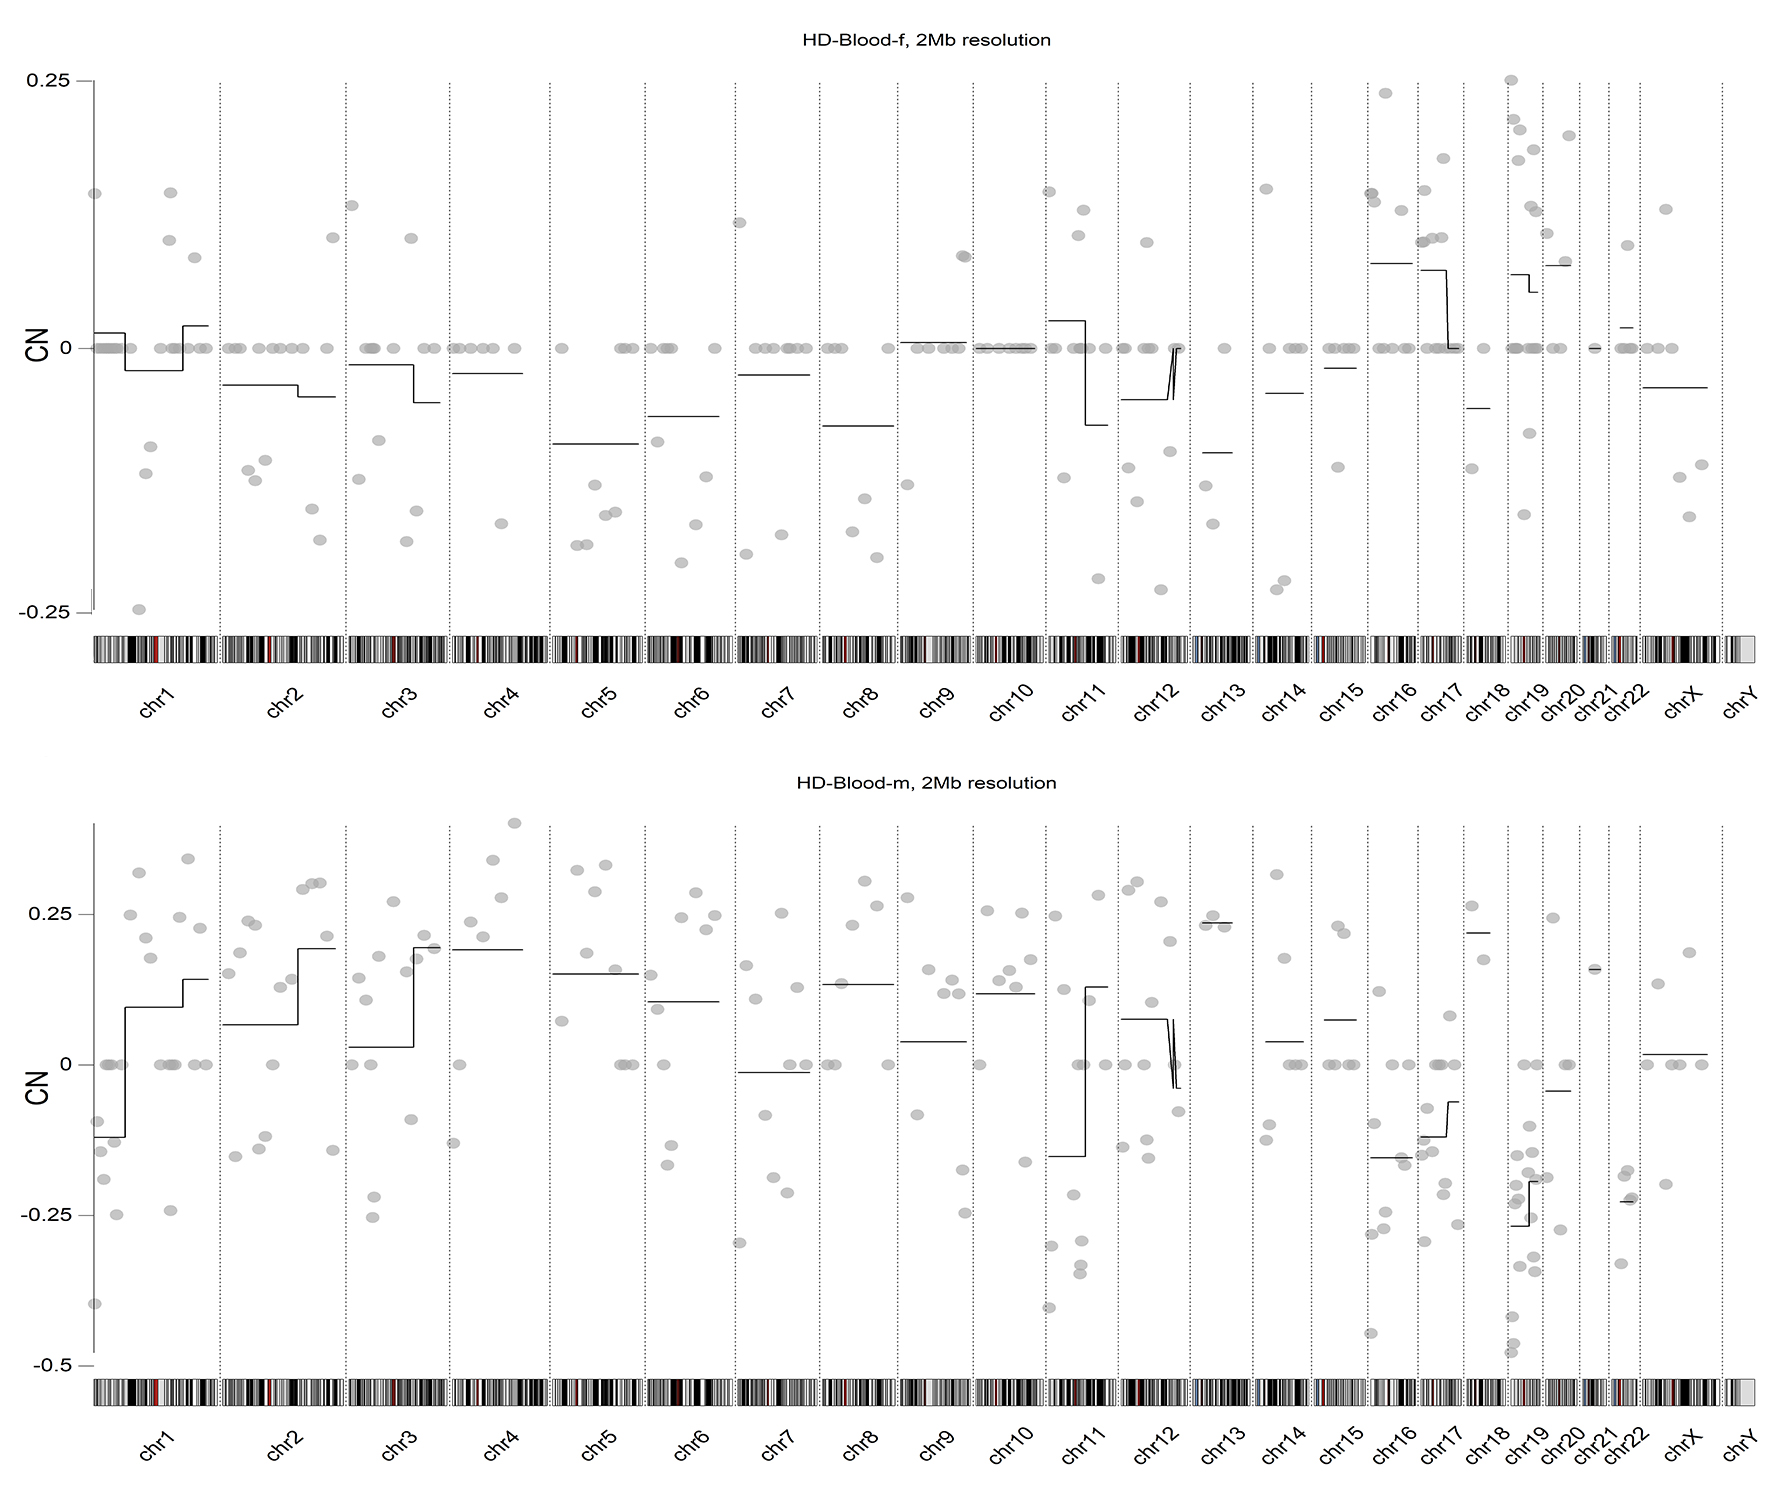 HD-Blood-f, 2Mb resolution
0.25
0
-0.25
CN
chr1 chr2 chr3 chr4 chr5 chr6 chr7 chr8 chr9 chr10 chr11 chr12 chr13 chr14 chr15 chr16 chr17 chr18 chr19 chr20 chr21 chr22 chrX chrY
HD-Blood-m, 2Mb resolution
0.25
0
-0.25
-0.5
CN
chr1 chr2 chr3 chr4 chr5 chr6 chr7 chr8 chr9 chr10 chr11 chr12 chr13 chr14 chr15 chr16 chr17 chr18 chr19 chr20 chr21 chr22 chrX chrY